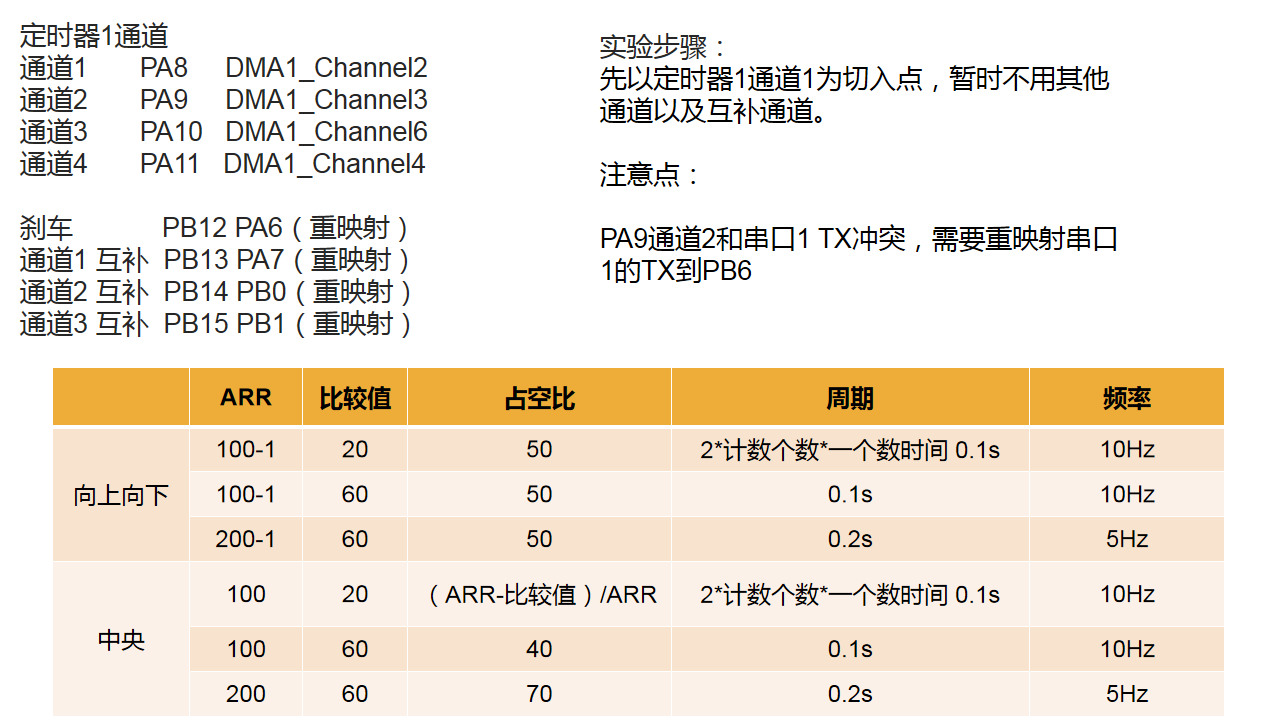 定时器1通道
通道1 PA8 DMA1_Channel2
通道2 PA9 DMA1_Channel3
通道3 PA10 DMA1_Channel6
通道4 PA11 DMA1_Channel4
刹车 PB12 PA6（重映射）
通道1 互补 PB13 PA7（重映射）
通道2 互补 PB14 PB0（重映射）
通道3 互补 PB15 PB1（重映射）
实验步骤：
先以定时器1通道1为切入点，暂时不用其他
通道以及互补通道。
注意点：
PA9通道2和串口1 TX冲突，需要重映射串口
1的TX到PB6
ARR 比较值 占空比 周期 频率
向上向下
100-1 20 50 2*计数个数*一个数时间 0.1s 10Hz
100-1 60 50 0.1s 10Hz
200-1 60 50 0.2s 5Hz
中央
100 20 （ARR-比较值）/ARR 2*计数个数*一个数时间 0.1s 10Hz
100 60 40 0.1s 10Hz
200 60 70 0.2s 5Hz